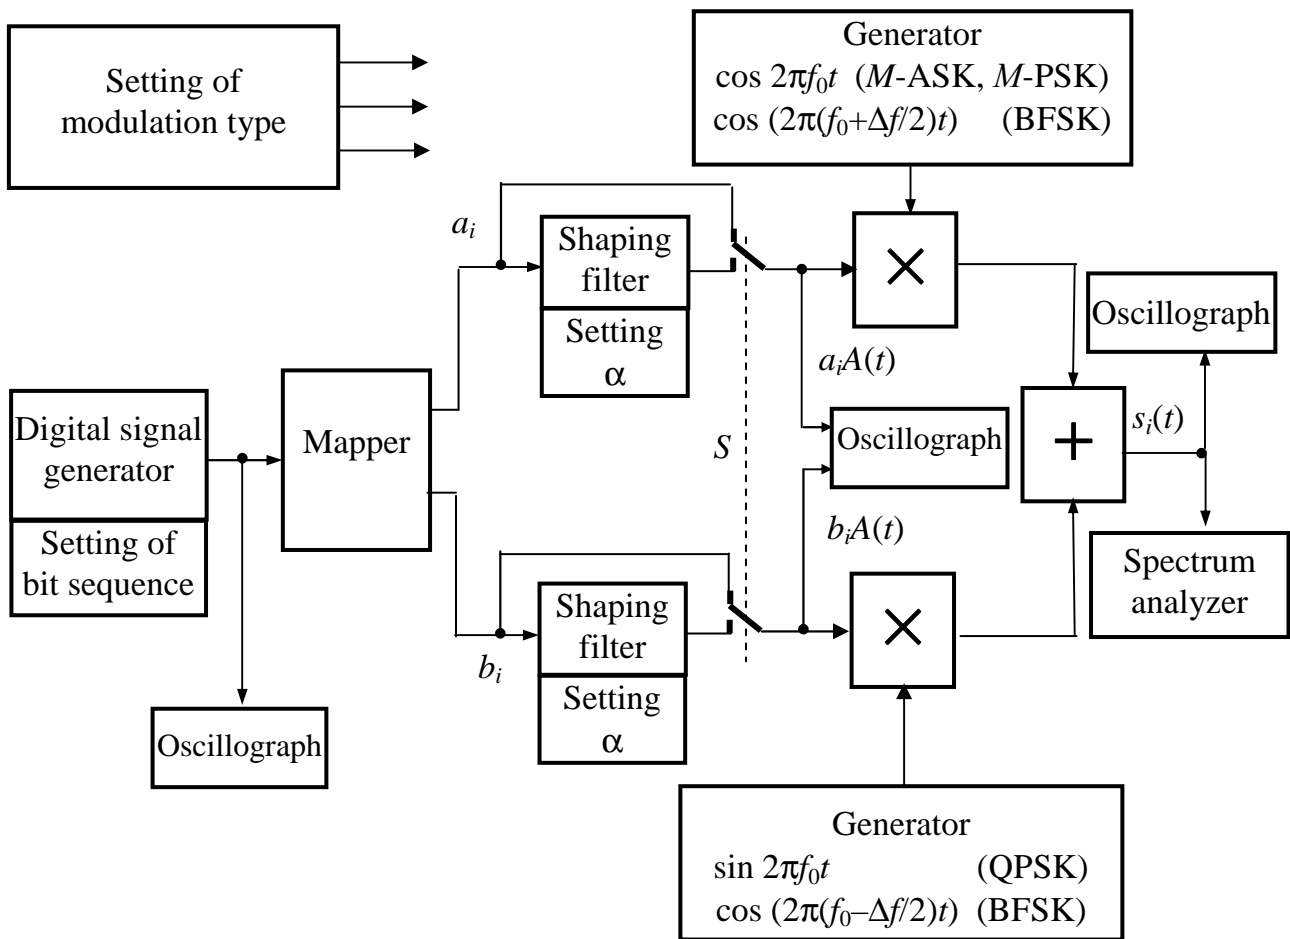 Setting of
modulation type
Generator
cos 2πf₀t (M-ASK, M-PSK)
cos (2π(f₀+Δf/2)t) (BFSK)
aᵢ
Shaping
filter
Setting
α
×
Oscillograph
aᵢA(t)
Digital signal
generator
Setting of
bit sequence
Mapper
S
Oscillograph
+
sᵢ(t)
bᵢA(t)
Spectrum
analyzer
bᵢ
Shaping
filter
Setting
α
×
Oscillograph
Generator
sin 2πf₀t (QPSK)
cos (2π(f₀–Δf/2)t) (BFSK)